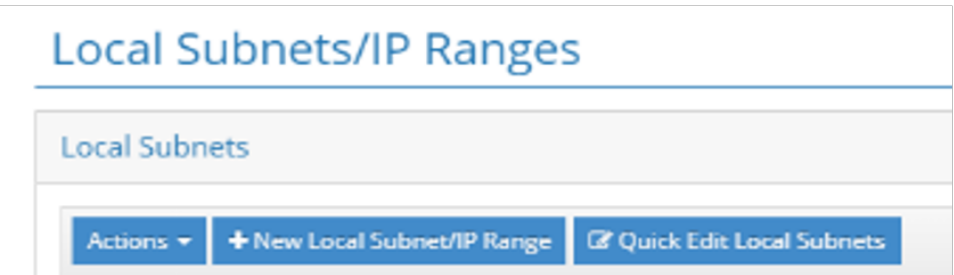 Local Subnets/IP Ranges
Local Subnets
Actions New Local Subnet/IP Range Quick Edit Local Subnets